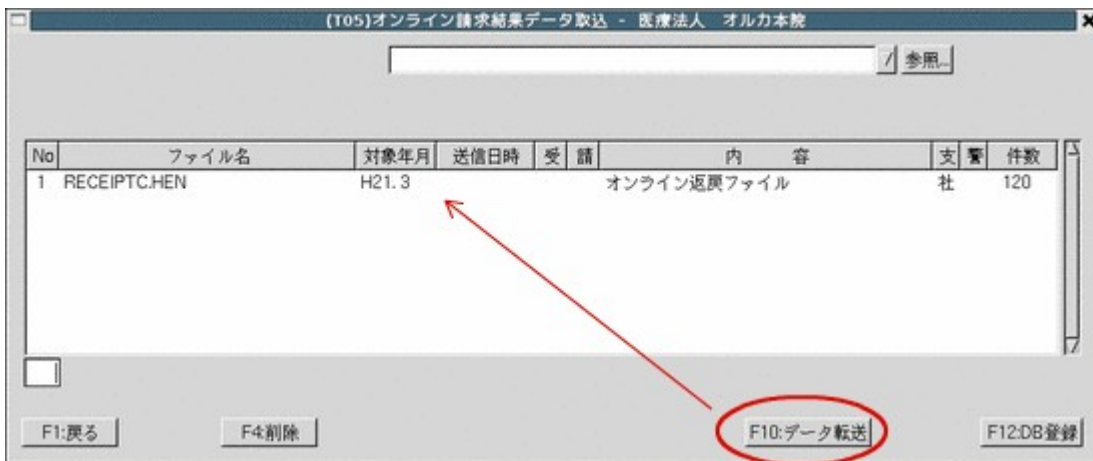 (T05)オンライン請求結果データ取込 - 医療法人 オルカ本院
/ 参照...
No ファイル名 対象年月 送信日時 受 請 内 容 支 警 件数
1 RECEIPTC.HEN H21. 3 オンライン返戻ファイル 社 120
F1:戻る F4:削除 F10:データ転送 F12:DB登録